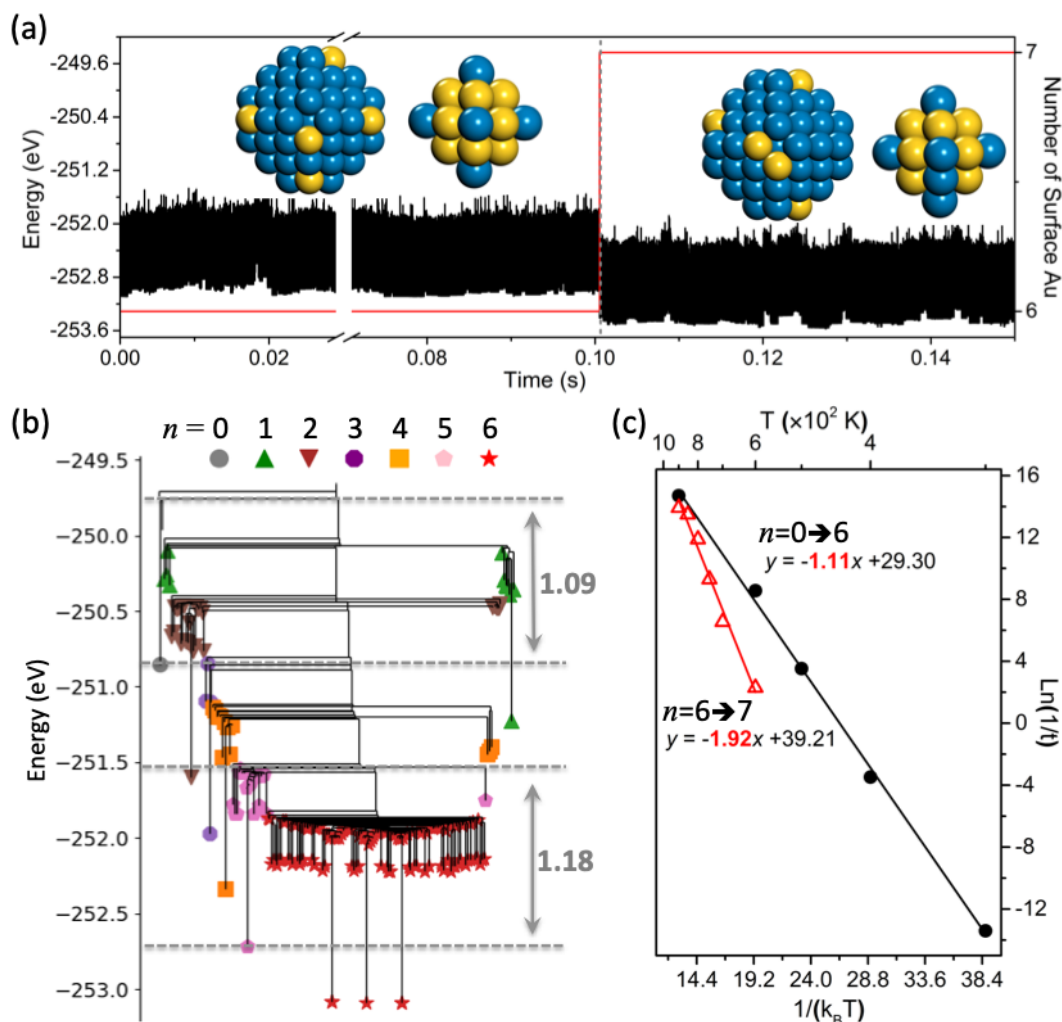 (a)
-249.6
-250.4
-251.2
-252.0
-252.8
-253.6
Energy (eV)
7
6
Number of Surface Au
0.00
0.02
0.08
0.10
0.12
0.14
Time (s)
(b)
n = 0 1 2 3 4 5 6
−249.5
−250.0
−250.5
−251.0
−251.5
−252.0
−252.5
−253.0
Energy (eV)
1.09
1.18
(c)
T (×10² K)
10 8 6 4
16
12
8
4
0
-4
-8
-12
Ln(1/t)
n=0➔6
y = -1.11x +29.30
n=6➔7
y = -1.92x +39.21
14.4 19.2 24.0 28.8 33.6 38.4
1/(kBT)